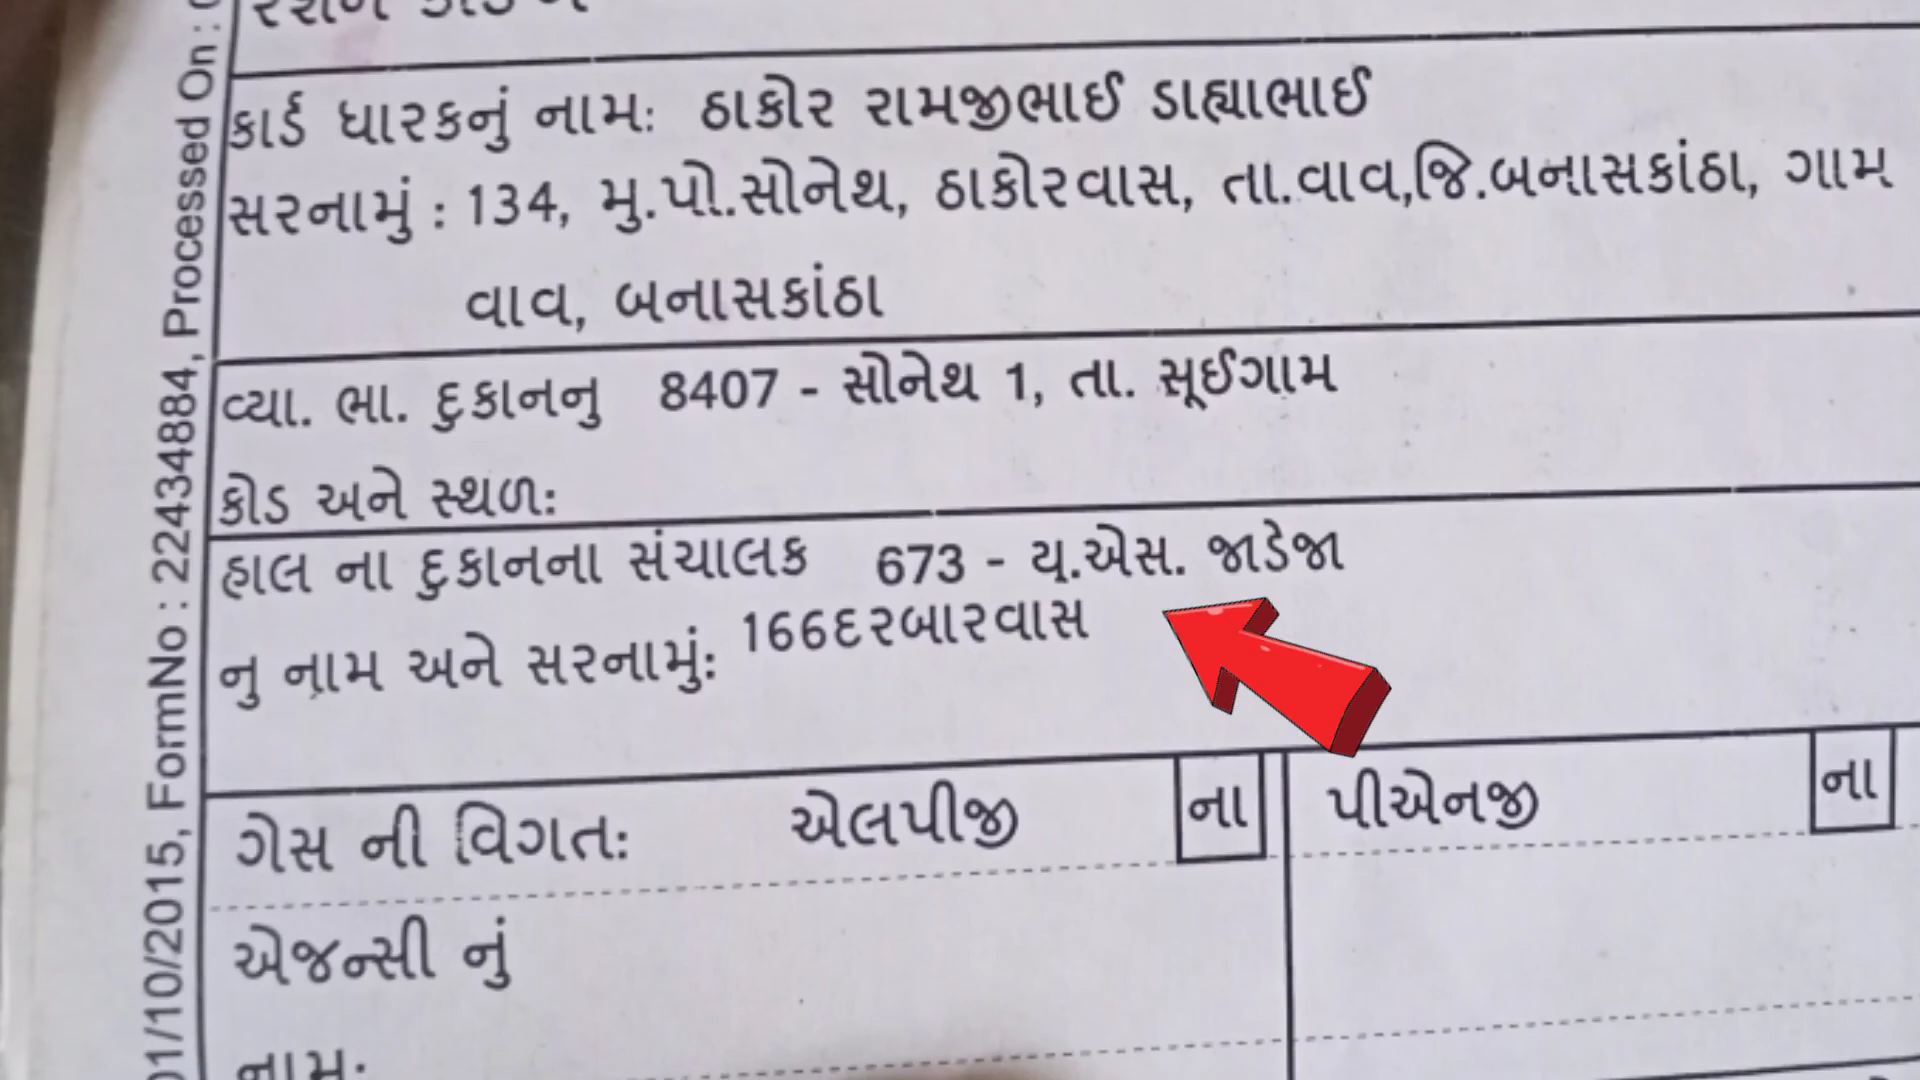 કાર્ડ ધારકનું નામઃ ઠાકોર રામજીભાઈ ડાહ્યાભાઈ
સરનામું : 134, મુ.પો.સોનેથ, ઠાકોરવાસ, તા.વાવ,જિ.બનાસકાંઠા, ગામ
વાવ, બનાસકાંઠા
વ્યા. ભા. દુકાનનુ 8407 - સોનેથ 1, તા. સૂઈગામ
કોડ અને સ્થળઃ
હાલ ના દુકાનના સંચાલક 673 - યુ.એસ. જાડેજા
166દરબારવાસ
નુ નામ અને સરનામુંઃ
ગેસ ની વિગતઃ એલપીજી ના પીએનજી ના
એજન્સી નું
નામઃ
01/10/2015, FormNo : 22434884, Processed On :